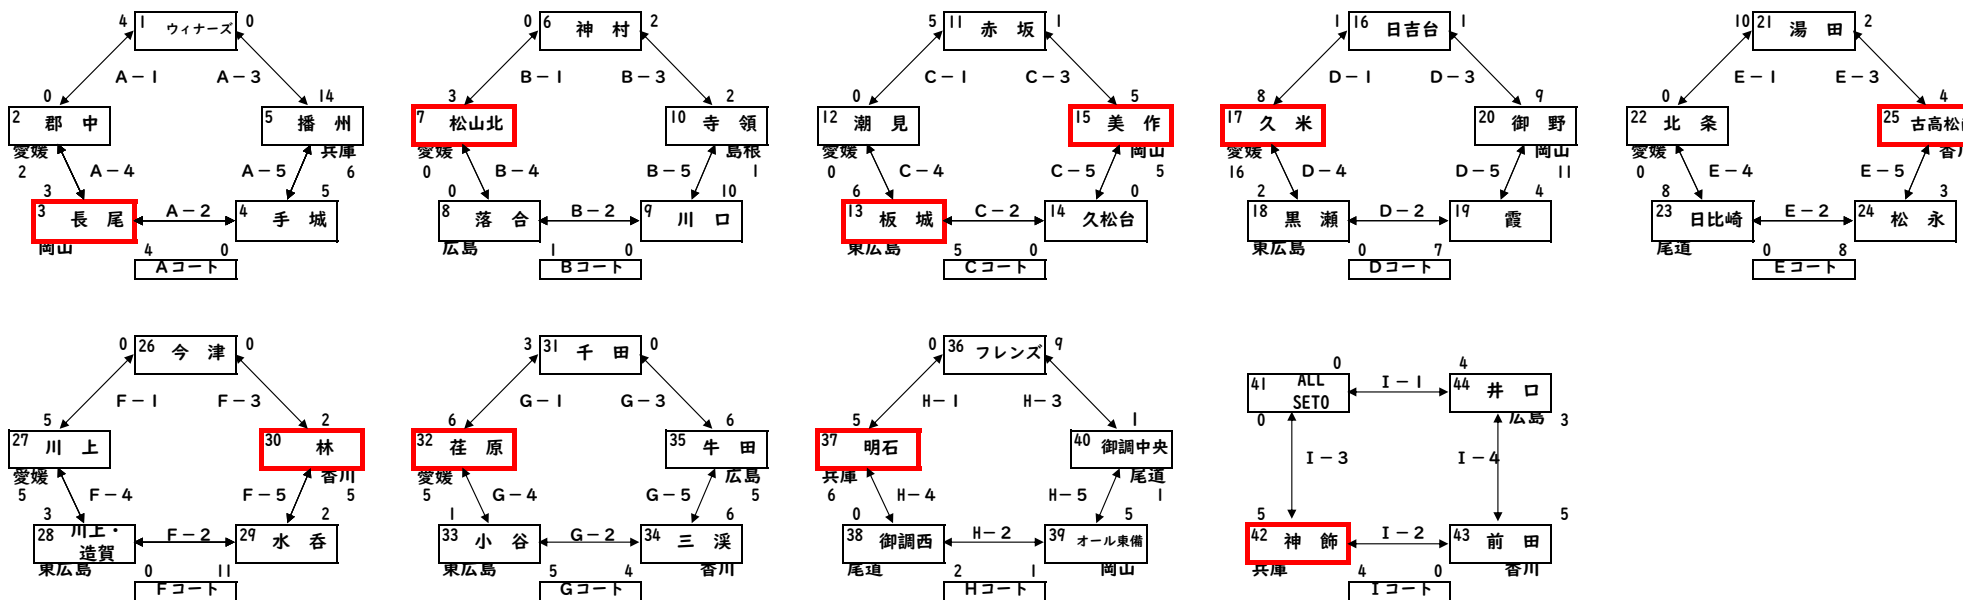 4 1 ウィナーズ 0
0 6 神 村 2
5 11 赤 坂 1
1 16 日吉台 1
10 21 湯 田 2
A-1 A-3
B-1 B-3
C-1 C-3
D-1 D-3
E-1 E-3
0 14
3 2
0 5
8 9
0 4
2 郡 中 5 播 州
7 松山北 10 寺 領
12 潮 見 15 美 作
17 久 米 20 御 野
22 北 条 25 古高松
愛媛 兵庫
愛媛 島根
愛媛 岡山
愛媛 岡山
愛媛 香川
2 A-4 A-5 6
0 B-4 B-5 1
0 C-4 C-5 5
16 D-4 D-5 11
0 E-4 E-5
3 5
0 10
6 0
2 4
8 3
3 長 尾 A-2 4 手 城
8 落 合 B-2 9 川 口
13 板 城 C-2 14 久松台
18 黒 瀬 D-2 19 霞
23 日比崎 E-2 24 松 永
岡山 4 0
広島 1 0
東広島 5 0
東広島 0 7
尾道 0 8
Aコート
Bコート
Cコート
Dコート
Eコート
0 26 今 津 0
3 31 千 田 0
0 36 フレンズ 9
0 4
41 ALL SETO I-1 44 井 口
F-1 F-3
G-1 G-3
H-1 H-3
0 広島 3
5 2
6 6
5 1
27 川 上 30 林
32 荏 原 35 牛 田
37 明石 40 御調中央
I-3 I-4
愛媛 香川
愛媛 広島
兵庫 尾道
5 F-4 F-5 5
5 G-4 G-5 5
6 H-4 H-5 1
3 2
1 6
0 5
5 5
28 川上・造賀 F-2 29 水 呑
33 小 谷 G-2 34 三 渓
38 御調西 H-2 39 オール東備
42 神 飾 I-2 43 前 田
東広島 0 11
東広島 5 4 香川
尾道 2 1 岡山
兵庫 4 0 香川
Fコート
Gコート
Hコート
Iコート